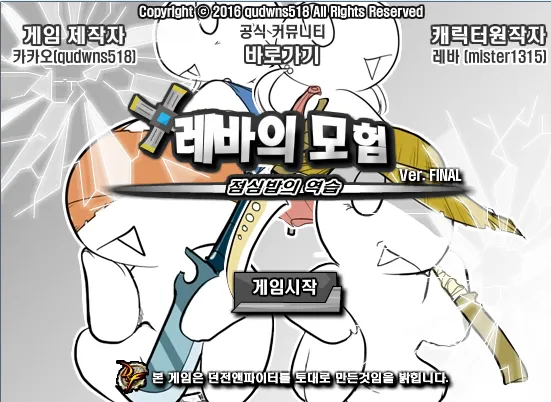 Copyright © 2016 qudwns518 All Rights Reserved
게임 제작자
카카오(qudwns518)
공식 커뮤니티
바로가기
캐릭터원작자
레바 (mister1315)
레바의 모험
Ver. FINAL
점심밥의 역습
게임시작
본 게임은 던전앤파이터를 토대로 만든것임을 밝힙니다.